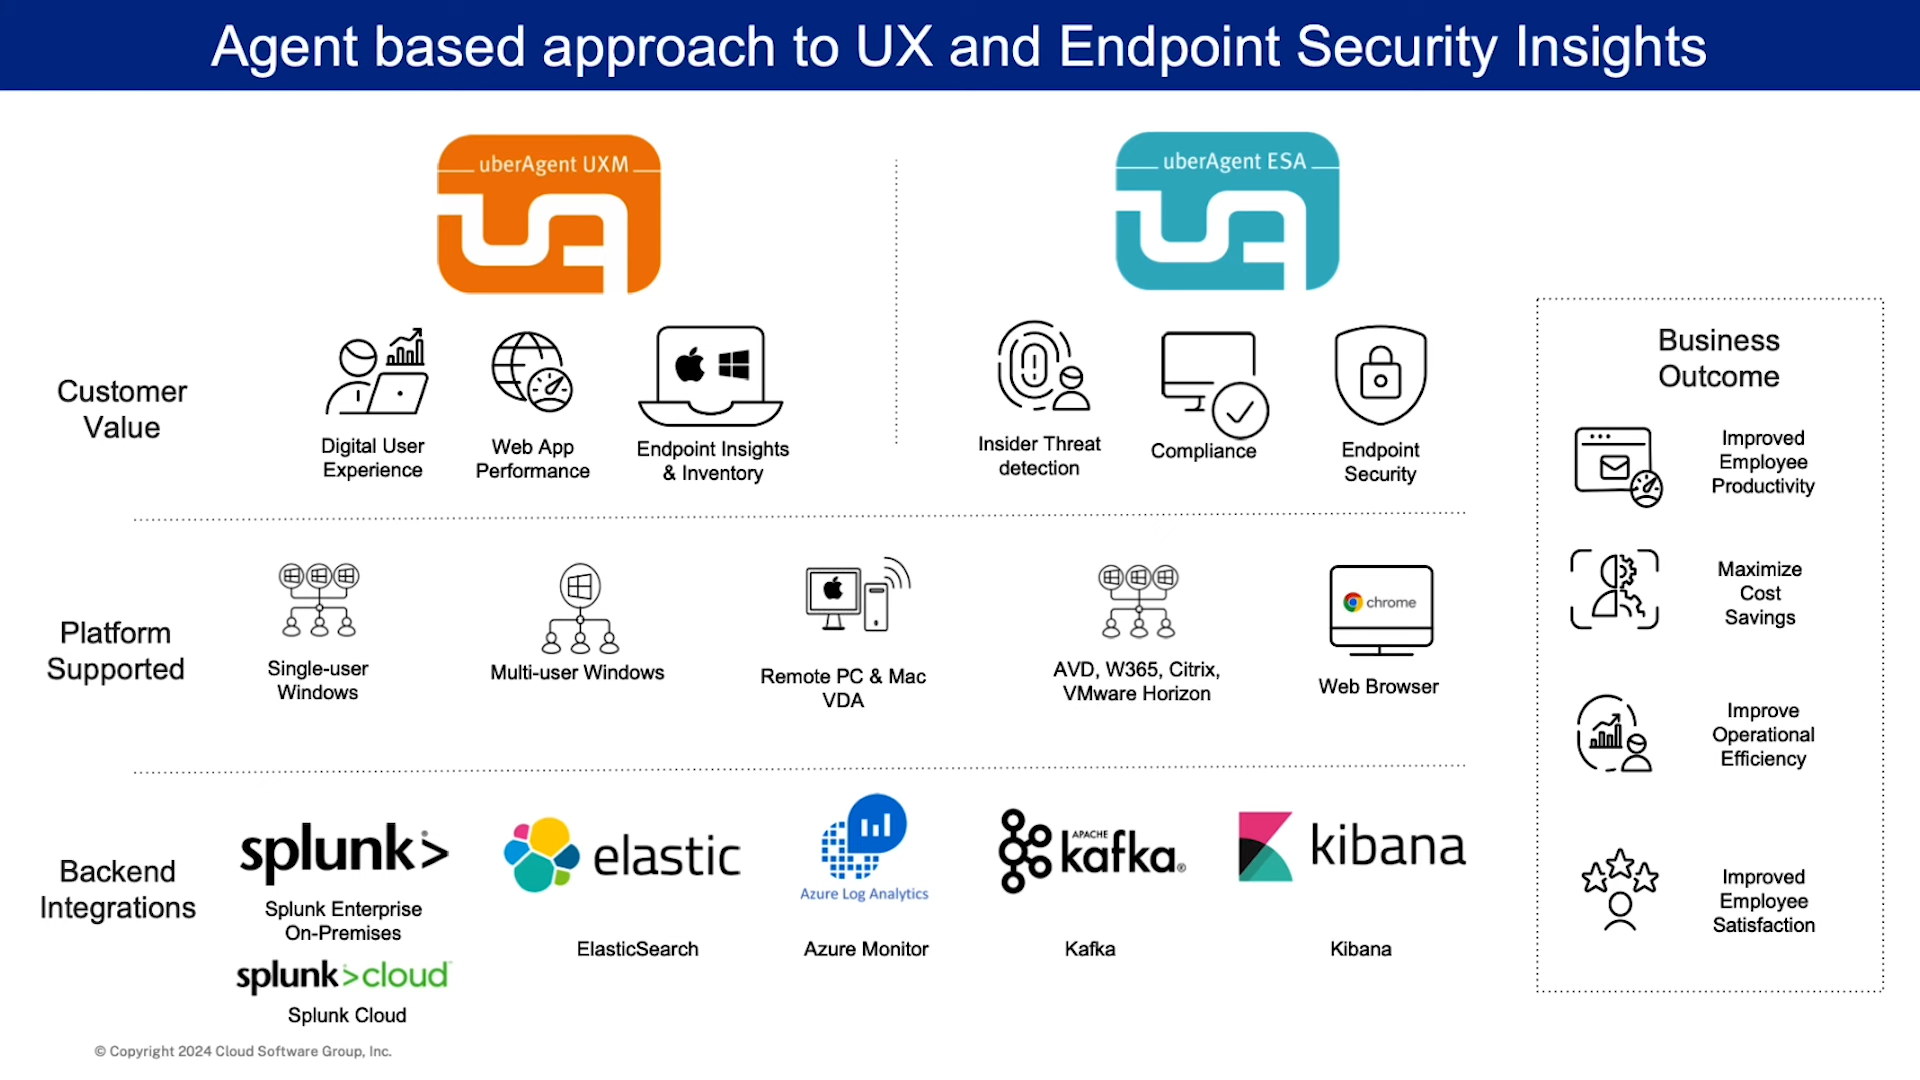 Agent based approach to UX and Endpoint Security Insights
uberAgent UXM
uberAgent ESA
Customer
Value
Digital User
Experience
Web App
Performance
Endpoint Insights
& Inventory
Insider Threat
detection
Compliance
Endpoint
Security
Platform
Supported
Single-user
Windows
Multi-user Windows
Remote PC & Mac
VDA
AVD, W365, Citrix,
VMware Horizon
chrome
Web Browser
Backend
Integrations
splunk>
Splunk Enterprise
On-Premises
splunk>cloud
Splunk Cloud
elastic
ElasticSearch
Azure Log Analytics
Azure Monitor
APACHE
kafka®
Kafka
kibana
Kibana
Business
Outcome
Improved
Employee
Productivity
Maximize
Cost
Savings
Improve
Operational
Efficiency
Improved
Employee
Satisfaction
© Copyright 2024 Cloud Software Group, Inc.